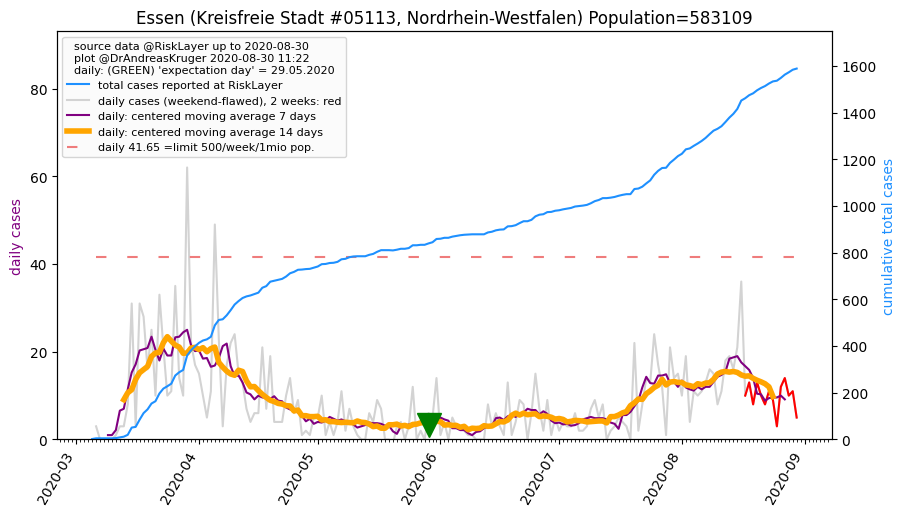 Essen (Kreisfreie Stadt #05113, Nordrhein-Westfalen) Population=583109
source data @RiskLayer up to 2020-08-30
plot @DrAndreasKruger 2020-08-30 11:22
daily: (GREEN) 'expectation day' = 29.05.2020
total cases reported at RiskLayer
daily cases (weekend-flawed), 2 weeks: red
daily: centered moving average 7 days
daily: centered moving average 14 days
daily 41.65 =limit 500/week/1mio pop.
daily cases
80
60
40
20
0
cumulative total cases
1600
1400
1200
1000
800
600
400
200
0
2020-03
2020-04
2020-05
2020-06
2020-07
2020-08
2020-09